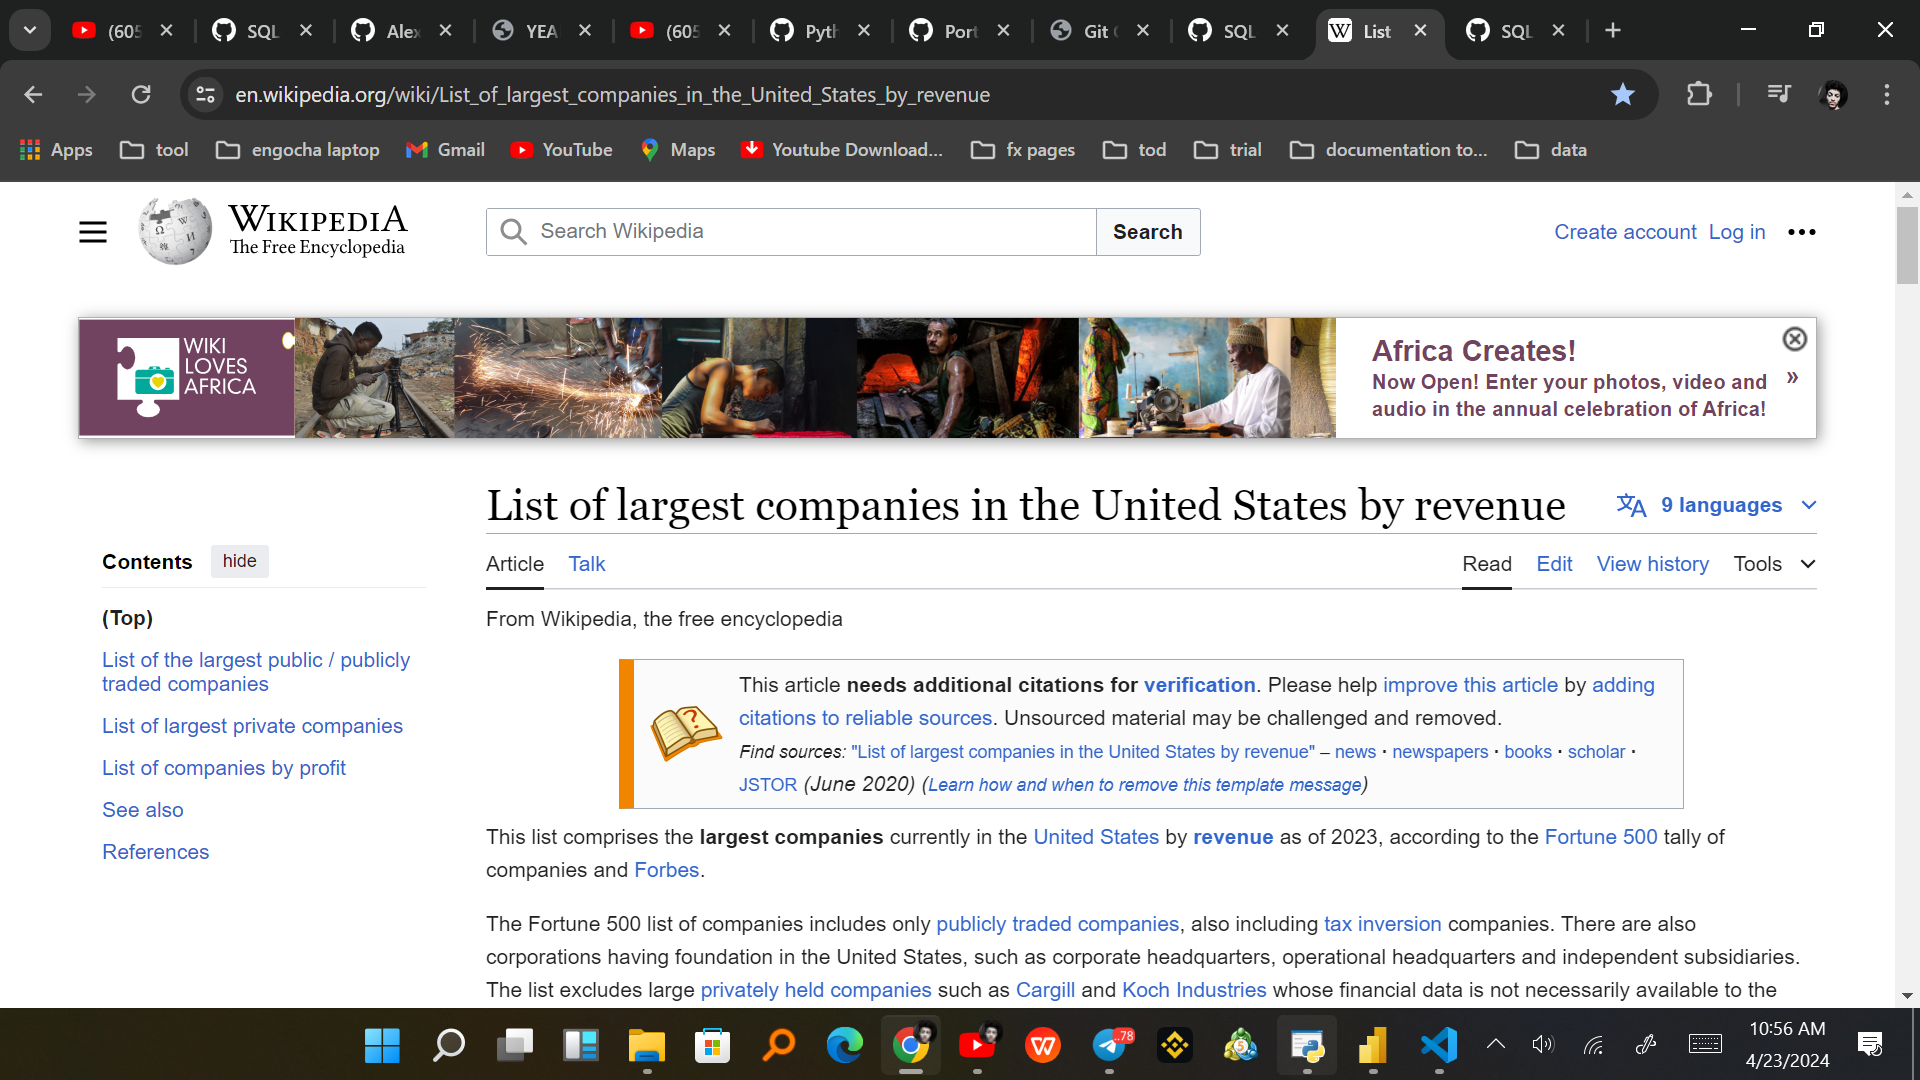 (605
SQL
Alex
YEA
(605
Pyth
Port
Git
SQL
List
SQL
en.wikipedia.org/wiki/List_of_largest_companies_in_the_United_States_by_revenue
Apps
tool
engocha laptop
Gmail
YouTube
Maps
Youtube Download...
fx pages
tod
trial
documentation to...
data
WIKIPEDIA
The Free Encyclopedia
Search Wikipedia
Search
Create account Log in
WIKI
LOVES
AFRICA
Africa Creates!
Now Open! Enter your photos, video and
audio in the annual celebration of Africa!
»
List of largest companies in the United States by revenue
9 languages
Contents hide
(Top)
List of the largest public / publicly
traded companies
List of largest private companies
List of companies by profit
See also
References
Article Talk
Read Edit View history Tools
From Wikipedia, the free encyclopedia
This article needs additional citations for verification. Please help improve this article by adding
citations to reliable sources. Unsourced material may be challenged and removed.
Find sources: "List of largest companies in the United States by revenue" – news · newspapers · books · scholar ·
JSTOR (June 2020) (Learn how and when to remove this template message)
This list comprises the largest companies currently in the United States by revenue as of 2023, according to the Fortune 500 tally of
companies and Forbes.
The Fortune 500 list of companies includes only publicly traded companies, also including tax inversion companies. There are also
corporations having foundation in the United States, such as corporate headquarters, operational headquarters and independent subsidiaries.
The list excludes large privately held companies such as Cargill and Koch Industries whose financial data is not necessarily available to the
..78
10:56 AM
4/23/2024